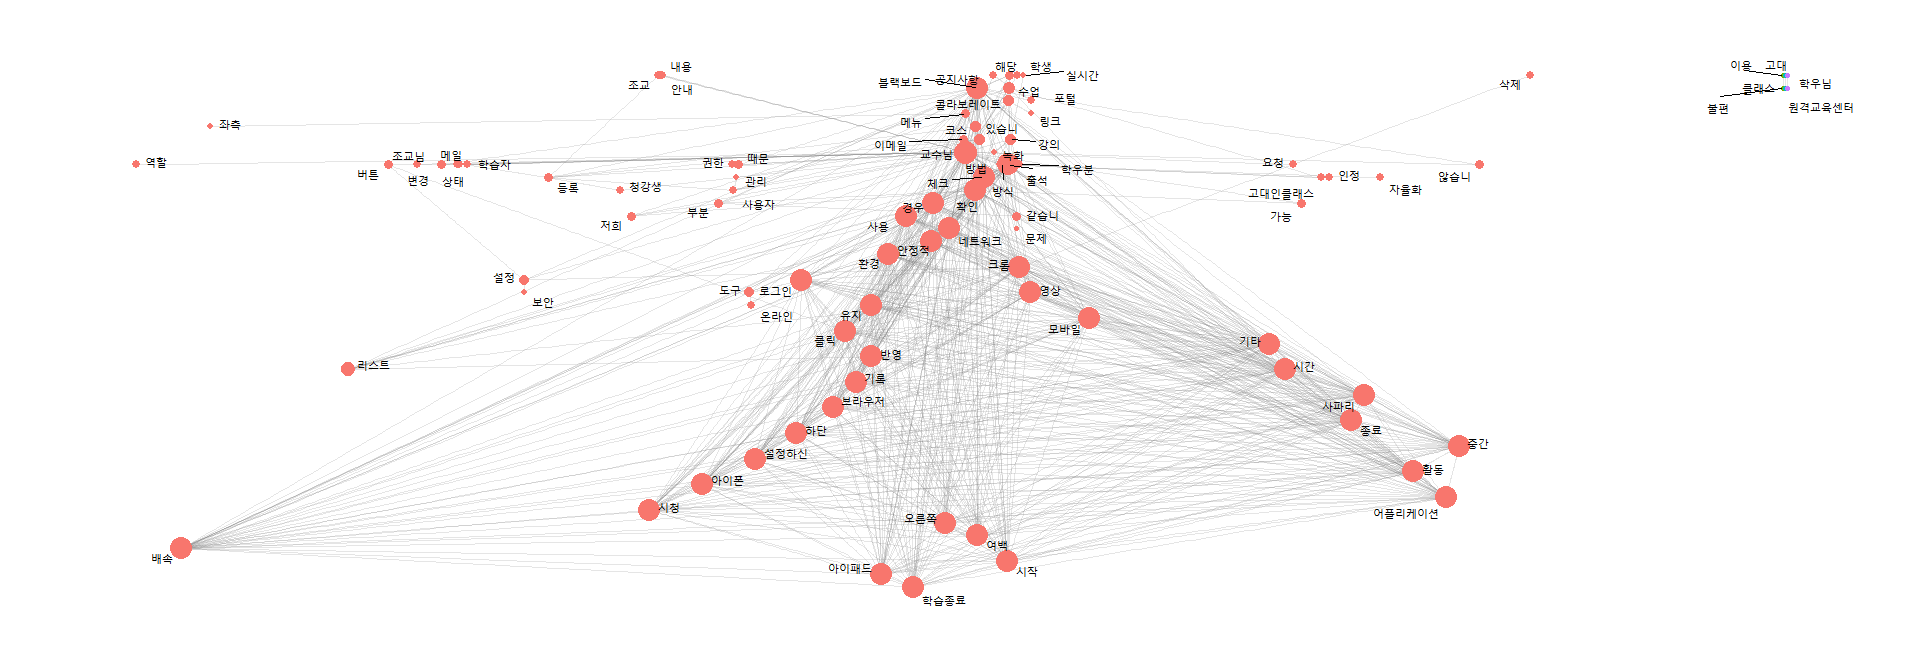 내용
조교
안내
블랙보드
공지사항
해당
학생
실시간
수업
포털
콜라보레이트
링크
메뉴
코스
있습니
이메일
강의
교수님
녹화
학우분
방법
출석
체크
방식
삭제
이용
고대
학우님
클래스
불편
원격교육센터
좌측
역할
조교님
메일
학습자
버튼
변경
상태
등록
청강생
저희
권한
때문
관리
부분
사용자
요청
인정
고대인클래스
자율화
않습니
가능
경우
확인
사용
같습니
문제
네트워크
안정적
환경
크롬
영상
설정
보안
도구
로그인
온라인
유지
클릭
모바일
반영
기록
브라우저
리스트
기타
시간
사파리
종료
중간
활동
어플리케이션
하단
설정하신
아이폰
시청
오른쪽
여백
배속
아이패드
시작
학습종료